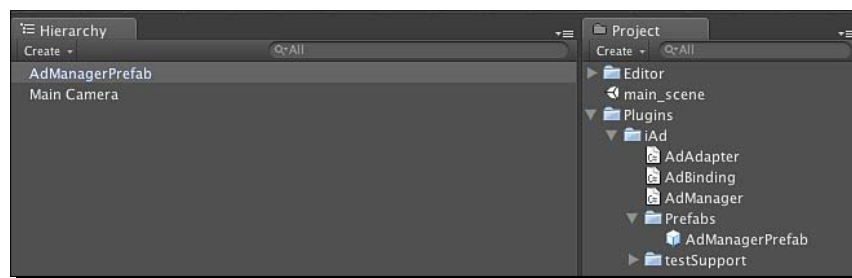 Hierarchy
Create
All
AdManagerPrefab
Main Camera
Project
Create
All
Editor
main_scene
Plugins
iAd
AdAdapter
AdBinding
AdManager
Prefabs
AdManagerPrefab
testSupport